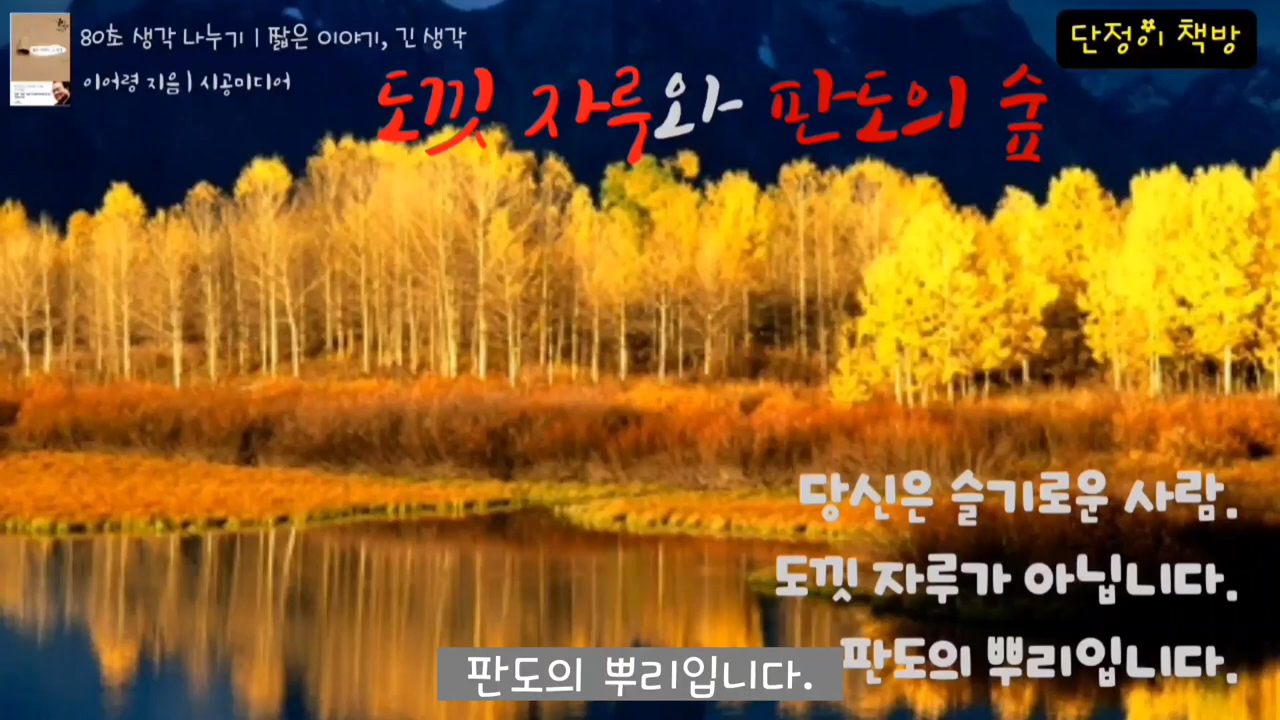 80초 생각 나누기 | 짧은 이야기, 긴 생각
이어령 지음 | 시공미디어
단정이 책방
도낏 자루와 판도의 숲
당신은 슬기로운 사람.
도낏 자루가 아닙니다.
판도의 뿌리입니다.
판도의 뿌리입니다.